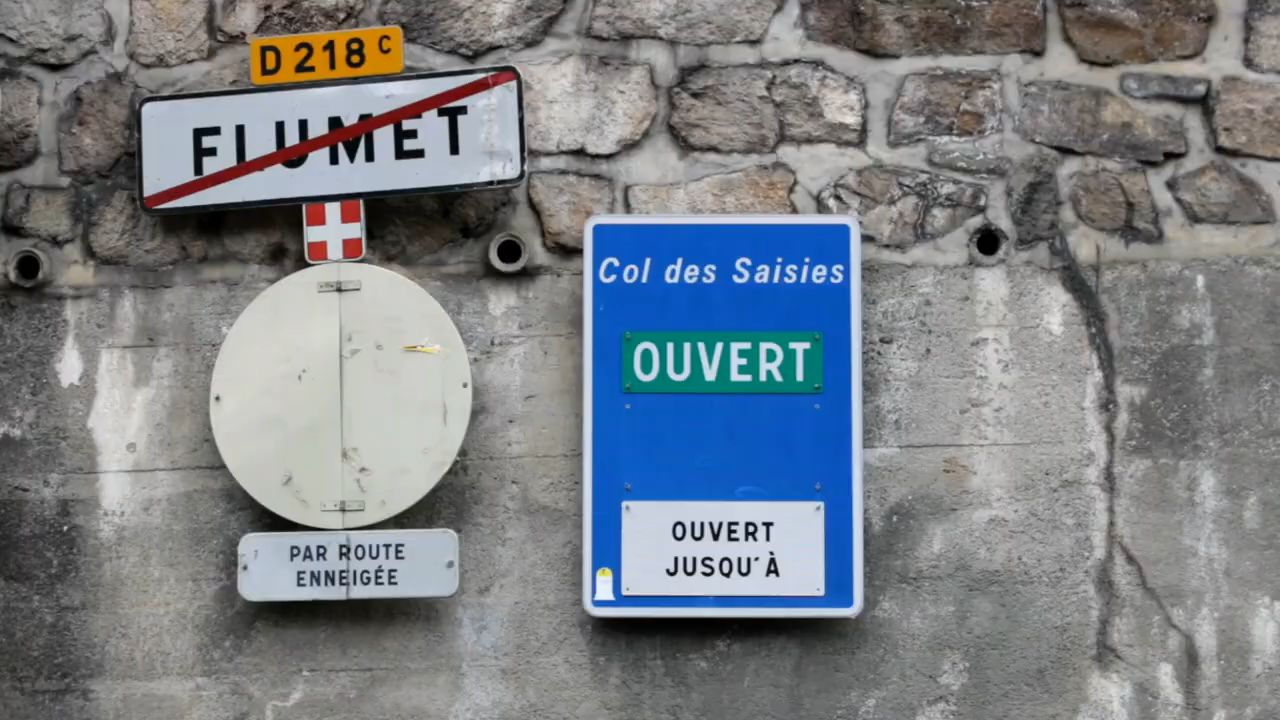 D 218 C
FLUMET
PAR ROUTE
ENNEIGÉE
Col des Saisies
OUVERT
OUVERT
JUSQU'À